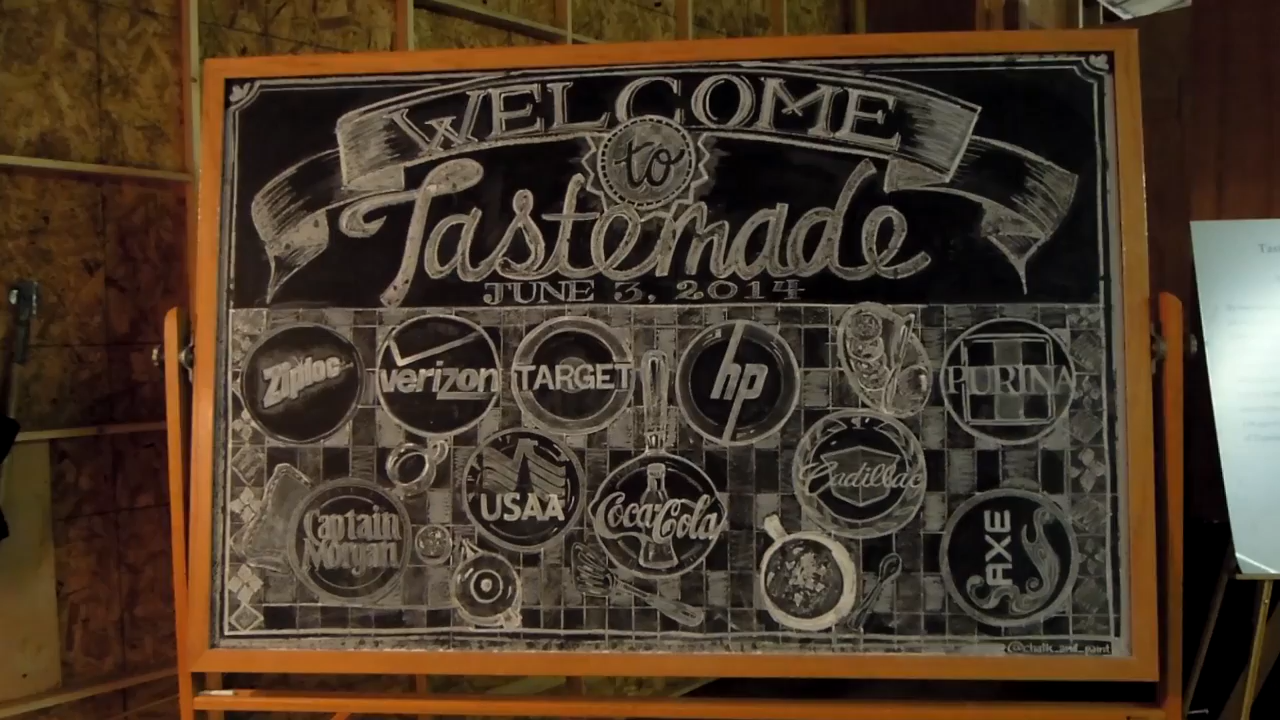 WELCOME
to
Tastemade
JUNE 3, 2014
Ziploc
verizon
TARGET
hp
PURINA
USAA
Coca-Cola
Cadillac
Captain
Morgan
AXE
@chalk_and_paint